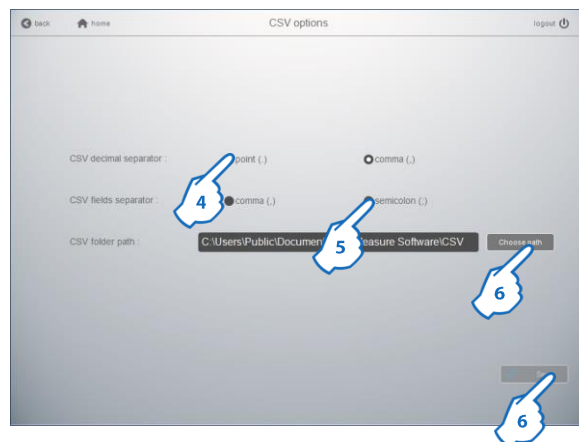 back home CSV options logout
CSV decimal separator : point (.) comma (,)
4
CSV fields separator : comma (,) semicolon (;)
5
CSV folder path : C:\Users\Public\Document easure Software\CSV Choose path
6
6